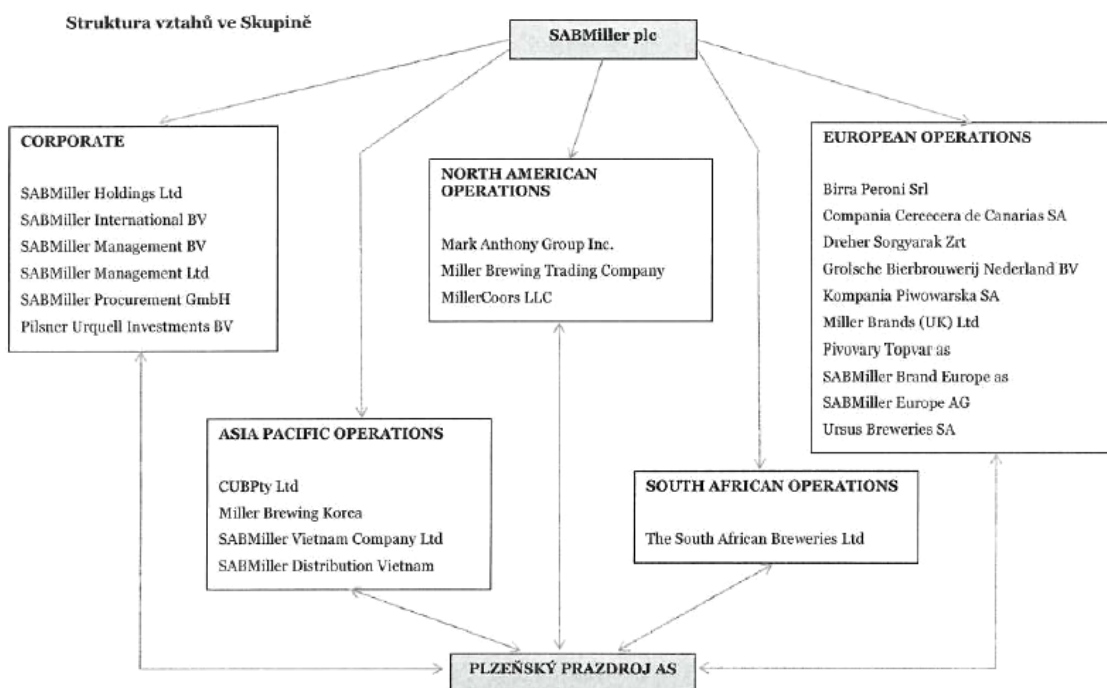 Struktura vztahů ve Skupině
SABMiller plc
CORPORATE
SABMiller Holdings Ltd
SABMiller International BV
SABMiller Management BV
SABMiller Management Ltd
SABMiller Procurement GmbH
Pilsner Urquell Investments BV
NORTH AMERICAN
OPERATIONS
Mark Anthony Group Inc.
Miller Brewing Trading Company
MillerCoors LLC
EUROPEAN OPERATIONS
Birra Peroni Srl
Compania Cercecera de Canarias SA
Dreher Sorgyarak Zrt
Grolsche Bierbrouwerij Nederland BV
Kompania Piwowarska SA
Miller Brands (UK) Ltd
Pivovary Topvar as
SABMiller Brand Europe as
SABMiller Europe AG
Ursus Breweries SA
ASIA PACIFIC OPERATIONS
CUBPty Ltd
Miller Brewing Korea
SABMiller Vietnam Company Ltd
SABMiller Distribution Vietnam
SOUTH AFRICAN OPERATIONS
The South African Breweries Ltd
PLZEŇSKÝ PRAZDROJ AS